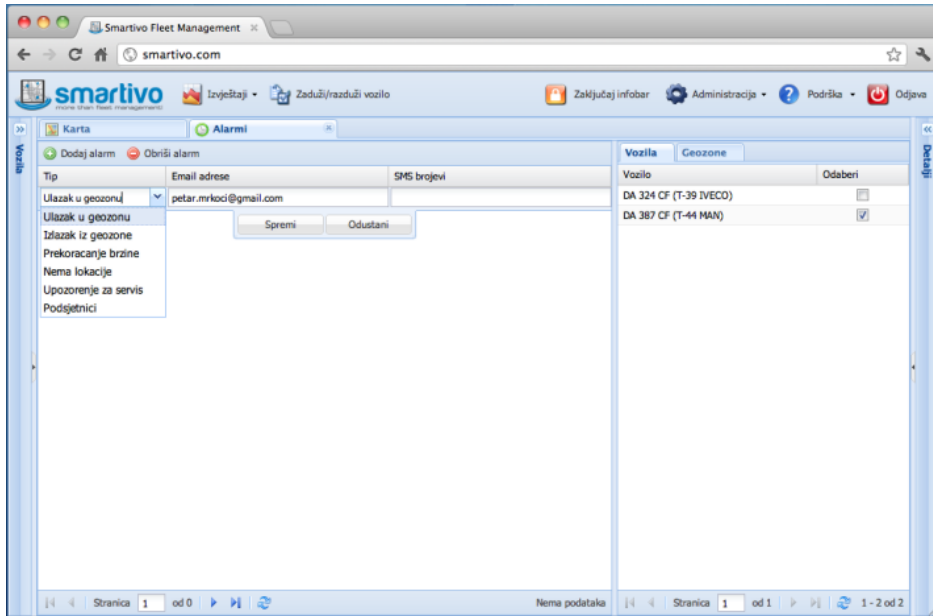 Smartivo Fleet Management
smartivo.com
smartivo
more than fleet management!
Izvještaji
Zaduži/razduži vozilo
Zaključaj infobar
Administracija
Podrška
Odjava
Karta
Alarmi
Vozila
Dodaj alarm
Obriši alarm
Tip
Email adrese
SMS brojevi
Ulazak u geozonu
petar.mrkoci@gmail.com
Ulazak u geozonu
Izlazak iz geozone
Prekoracanje brzine
Nema lokacije
Upozorenje za servis
Podsjetnici
Spremi
Odustani
Stranica 1 od 0
Nema podataka
Vozila
Geozone
Vozilo
Odaberi
DA 324 CF (T-39 IVECO)
DA 387 CF (T-44 MAN)
Stranica 1 od 1
1 - 2 od 2
Detalji